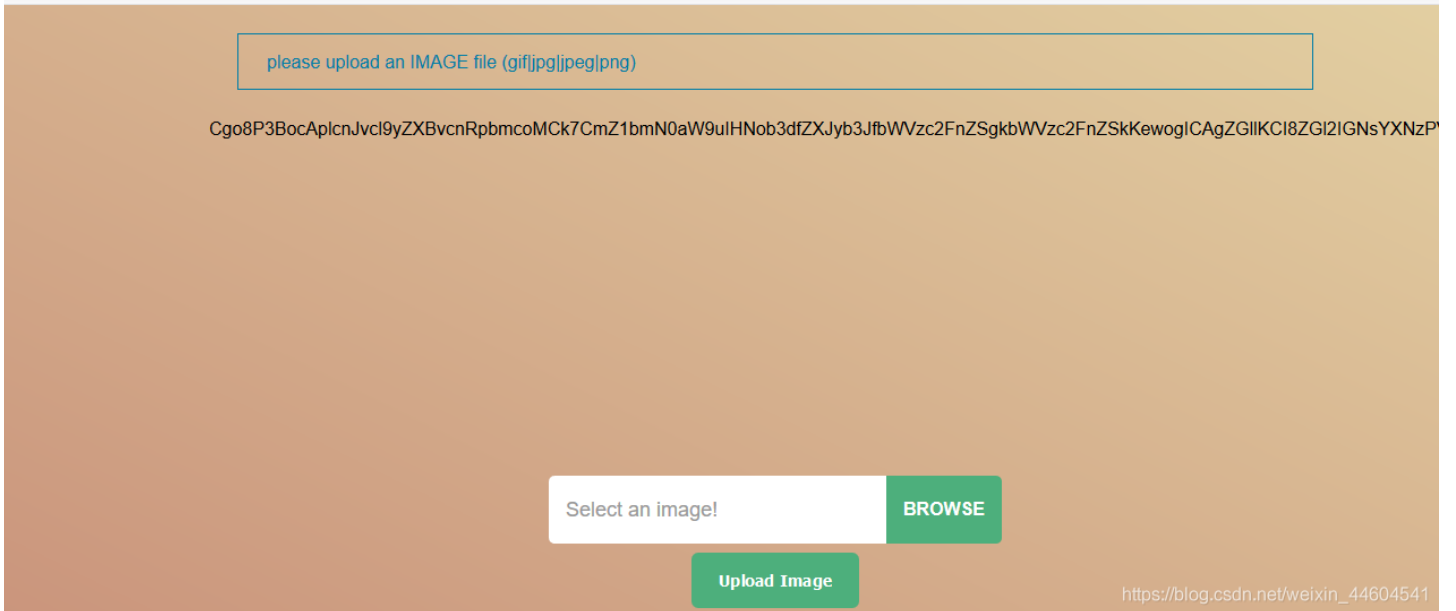 please upload an IMAGE file (gif|jpg|jpeg|png)
Cgo8P3BocAplcnJvcl9yZXBvcnRpbmcoMCk7CmZ1bmN0aW9uIHNob3dfZXJyb3JfbWVzc2FnZSgkbWVzc2FnZSkKewogICAgZGllKCI8ZGl2IGNsYXNzPV
Select an image!
BROWSE
Upload Image
https://blog.csdn.net/weixin_44604541